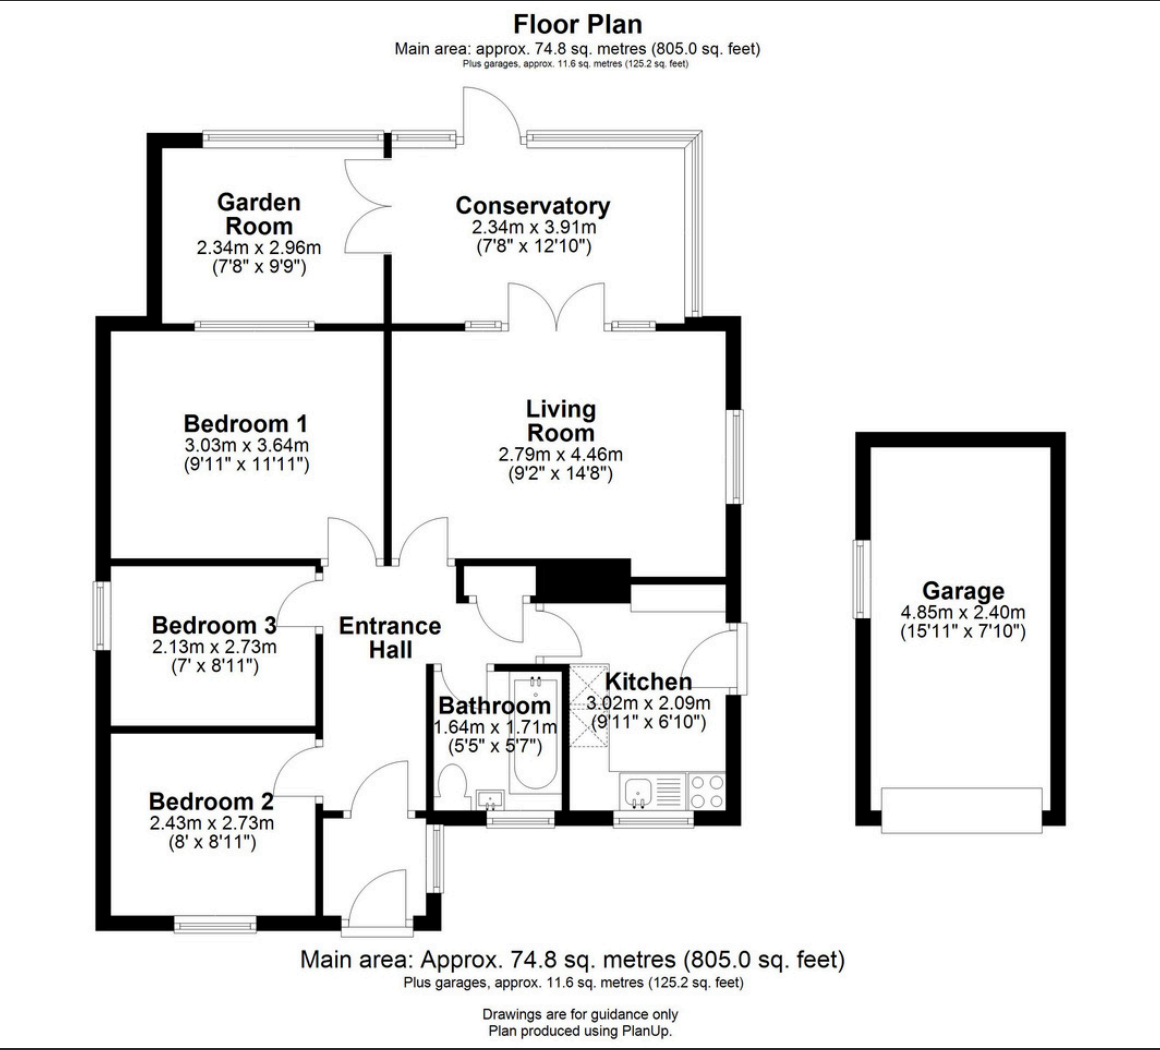 Floor Plan
Main area: approx. 74.8 sq. metres (805.0 sq. feet)
Plus garages, approx. 11.6 sq. metres (125.2 sq. feet)
Garden
Room
2.34m x 2.96m
(7'8" x 9'9")
Conservatory
2.34m x 3.91m
(7'8" x 12'10")
Bedroom 1
3.03m x 3.64m
(9'11" x 11'11")
Living
Room
2.79m x 4.46m
(9'2" x 14'8")
Garage
4.85m x 2.40m
(15'11" x 7'10")
Bedroom 3
2.13m x 2.73m
(7' x 8'11")
Entrance
Hall
Kitchen
3.02m x 2.09m
(9'11" x 6'10")
Bathroom
1.64m x 1.71m
(5'5" x 5'7")
Bedroom 2
2.43m x 2.73m
(8' x 8'11")
Main area: Approx. 74.8 sq. metres (805.0 sq. feet)
Plus garages, approx. 11.6 sq. metres (125.2 sq. feet)
Drawings are for guidance only
Plan produced using PlanUp.